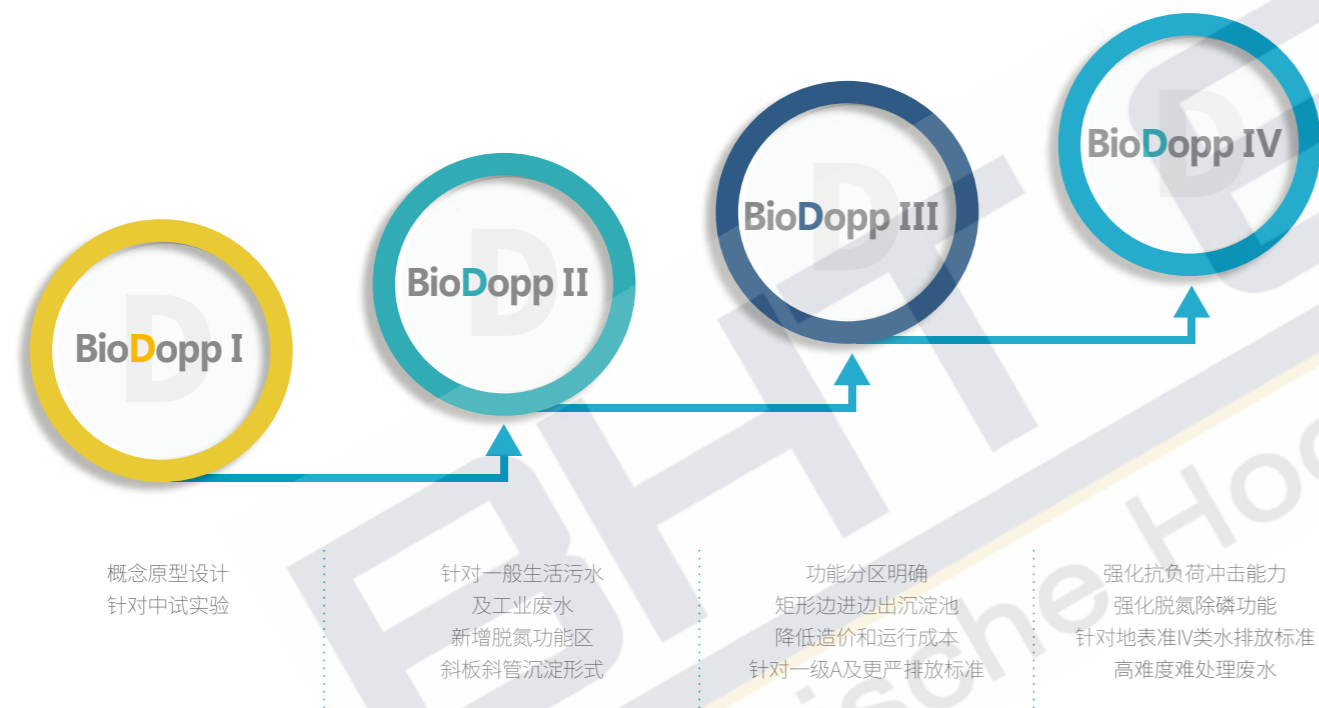 BioDopp I
BioDopp II
BioDopp III
BioDopp IV
概念原型设计
针对中试实验
针对一般生活污水
及工业废水
新增脱氮功能区
斜板斜管沉淀形式
功能分区明确
矩形边进边出沉淀池
降低造价和运行成本
针对一级A及更严排放标准
强化抗负荷冲击能力
强化脱氮除磷功能
针对地表准Ⅳ类水排放标准
高难度难处理废水
BHT